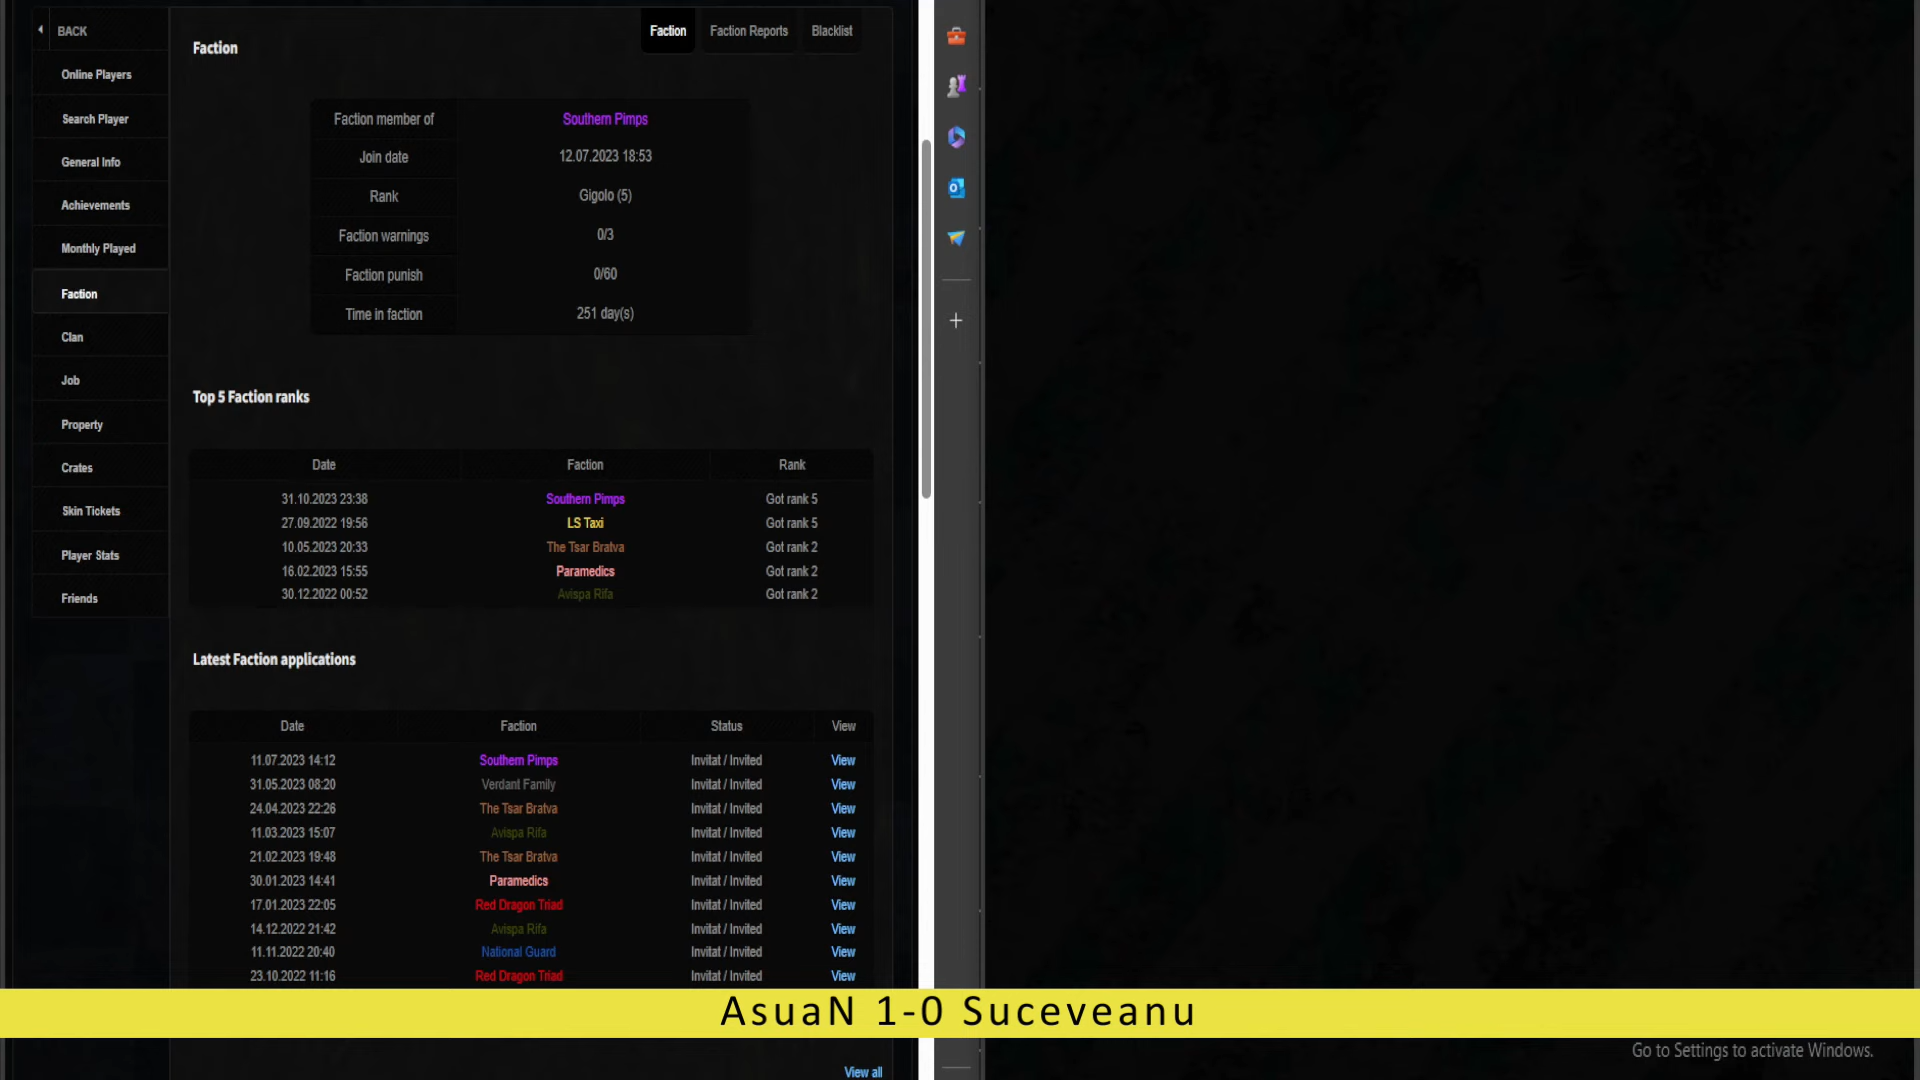 BACK
Online Players
Search Player
General Info
Achievements
Monthly Played
Faction
Clan
Job
Property
Crates
Skin Tickets
Player Stats
Friends
Faction
Faction Faction Reports Blacklist
Faction member of Southern Pimps
Join date 12.07.2023 18:53
Rank Gigolo (5)
Faction warnings 0/3
Faction punish 0/60
Time in faction 251 day(s)
Top 5 Faction ranks
Date Faction Rank
31.10.2023 23:38 Southern Pimps Got rank 5
27.09.2022 19:56 LS Taxi Got rank 5
10.05.2023 20:33 The Tsar Bratva Got rank 2
16.02.2023 15:55 Paramedics Got rank 2
30.12.2022 00:52 Avispa Rifa Got rank 2
Latest Faction applications
Date Faction Status View
11.07.2023 14:12 Southern Pimps Invitat / Invited View
31.05.2023 08:20 Verdant Family Invitat / Invited View
24.04.2023 22:26 The Tsar Bratva Invitat / Invited View
11.03.2023 15:07 Avispa Rifa Invitat / Invited View
21.02.2023 19:48 The Tsar Bratva Invitat / Invited View
30.01.2023 14:41 Paramedics Invitat / Invited View
17.01.2023 22:05 Red Dragon Triad Invitat / Invited View
14.12.2022 21:42 Avispa Rifa Invitat / Invited View
11.11.2022 20:40 National Guard Invitat / Invited View
23.10.2022 11:16 Red Dragon Triad Invitat / Invited View
AsuaN 1-0 Suceveanu
Go to Settings to activate Windows.
View all